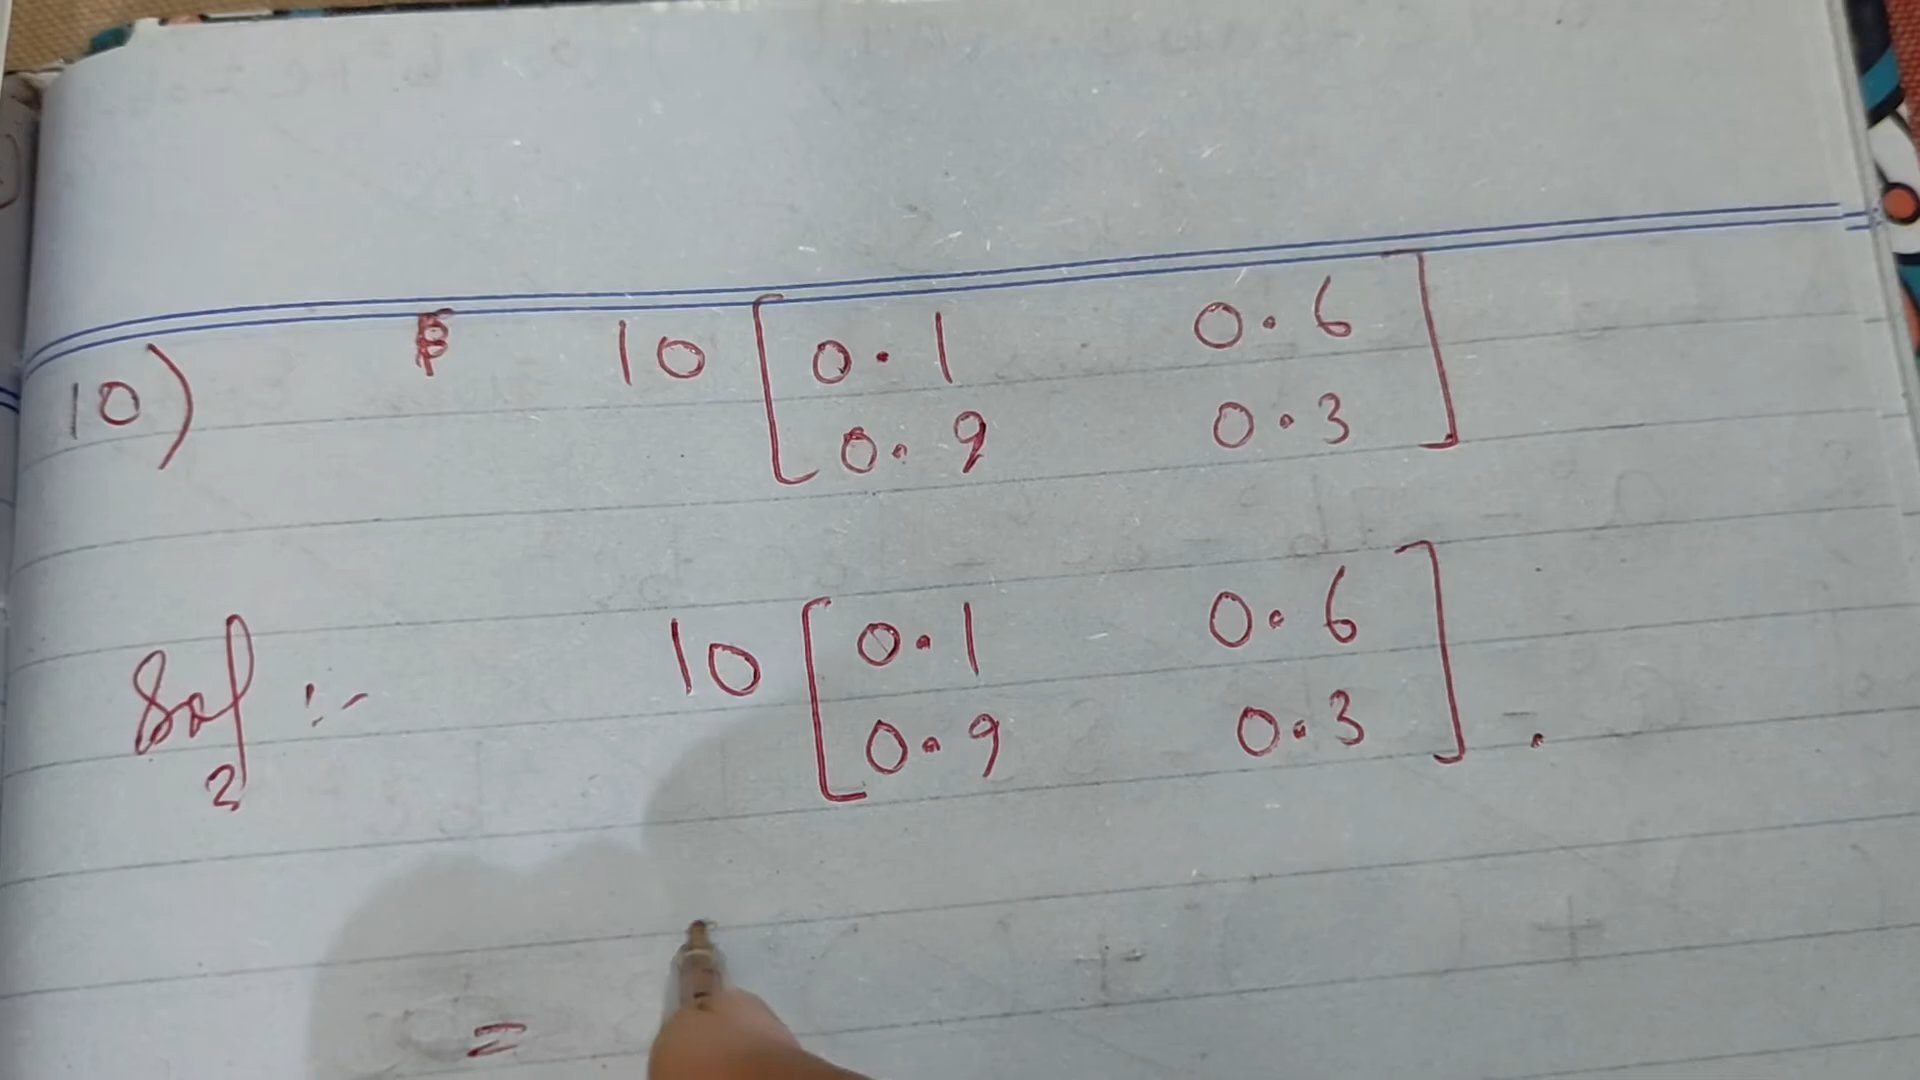 10) 10 [ 0.1 0.6
0.9 0.3 ]
Sol :- 10 [ 0.1 0.6
0.9 0.3 ] .
=